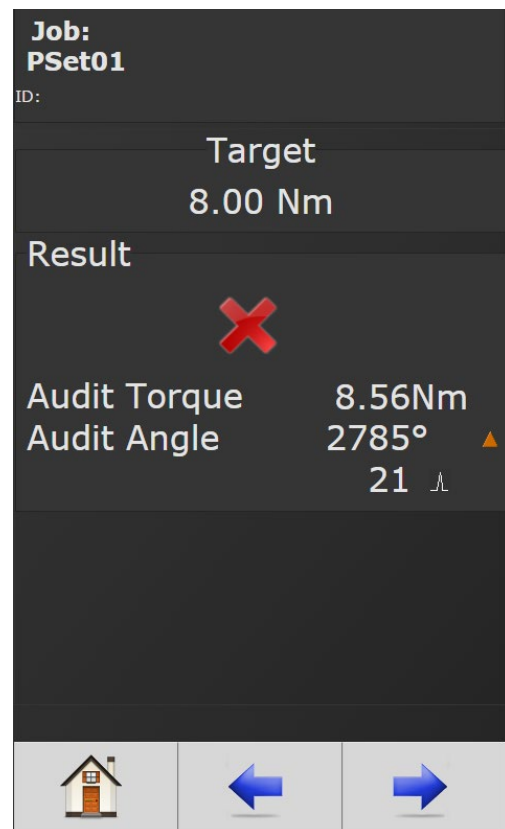 Job:
PSet01
ID:
Target
8.00 Nm
Result
Audit Torque 8.56Nm
Audit Angle 2785°
21